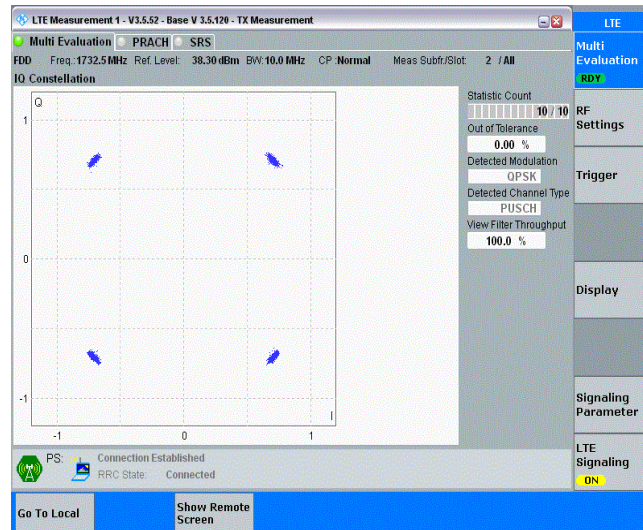 LTE Measurement 1 - V3.5.52 - Base V 3.5.120 - TX Measurement
LTE
Multi Evaluation PRACH SRS
Multi
Evaluation
RDY
FDD Freq.:1732.5 MHz Ref. Level: 38.30 dBm BW:10.0 MHz CP :Normal Meas Subfr./Slot: 2 / All
IQ Constellation
Q
1
0
-1
-1 0 1
I
Statistic Count
10 / 10
Out of Tolerance
0.00 %
Detected Modulation
QPSK
Detected Channel Type
PUSCH
View Filter Throughput
100.0 %
RF
Settings
Trigger
Display
Signaling
Parameter
LTE
Signaling
ON
PS: Connection Established
RRC State: Connected
Go To Local
Show Remote
Screen